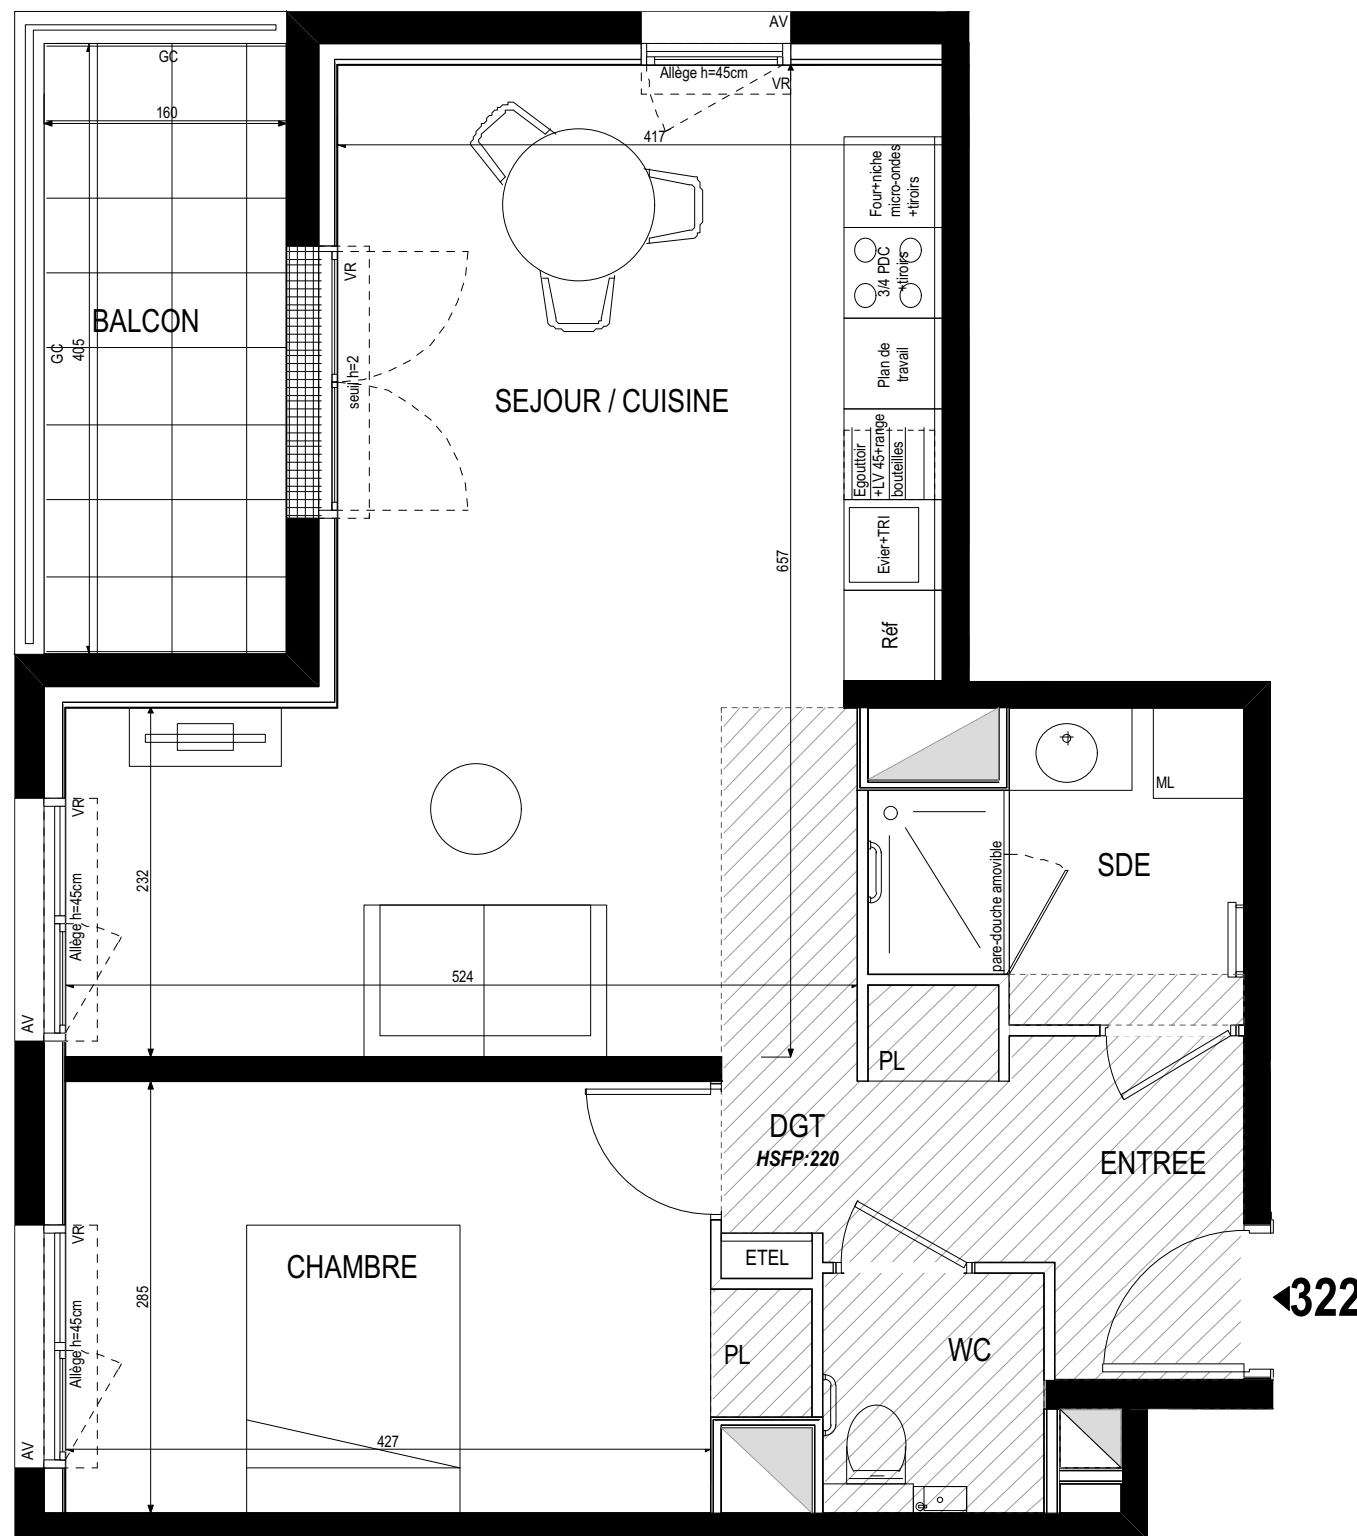 AV
GC
Allège h=45cm
VR
160
417
Four+niche
micro-ondes
+tiroirs
VR
3/4 PDC
+tiroirs
BALCON
GC
405
seuil h=2
Plan de
travail
SEJOUR / CUISINE
Egouttoir
+LV 45+range
bouteilles
657
Evier+TRI
Réf
ML
VR
pare-douche amovible
SDE
232
Allège h=45cm
524
AV
PL
DGT
HSFP:220
ENTREE
VR
ETEL
CHAMBRE
285
322
Allège h=45cm
PL
WC
427
AV